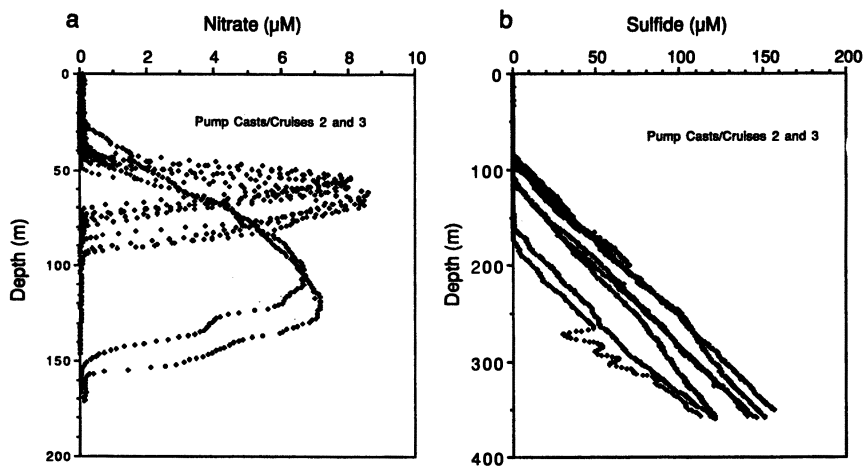 a
Nitrate (µM)
0 2 4 6 8 10
0
50
100
150
200
Depth (m)
Pump Casts/Cruises 2 and 3
b
Sulfide (µM)
0 50 100 150 200
0
100
200
300
400
Depth (m)
Pump Casts/Cruises 2 and 3